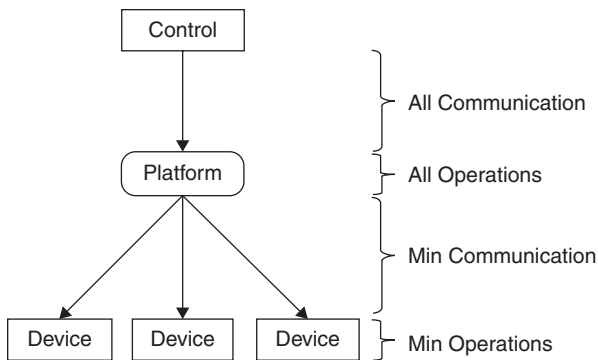 Control
All Communication
Platform
All Operations
Min Communication
Device
Device
Device
Min Operations